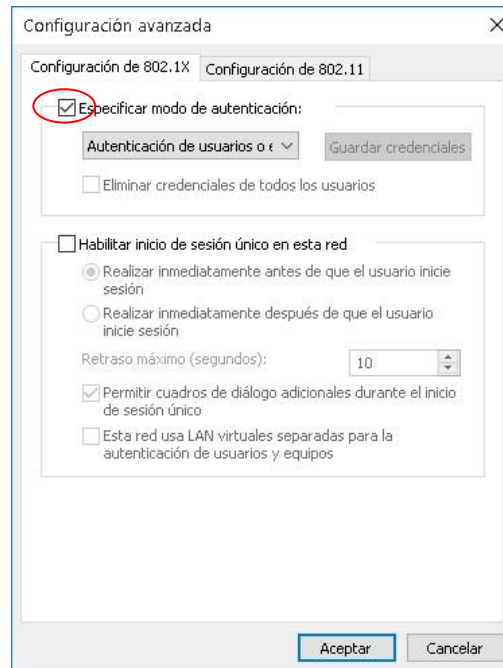 Configuración avanzada
Configuración de 802.1X
Configuración de 802.11
Especificar modo de autenticación:
Autenticación de usuarios o e
Guardar credenciales
Eliminar credenciales de todos los usuarios
Habilitar inicio de sesión único en esta red
Realizar inmediatamente antes de que el usuario inicie
sesión
Realizar inmediatamente después de que el usuario
inicie sesión
Retraso máximo (segundos):
10
Permitir cuadros de diálogo adicionales durante el inicio
de sesión único
Esta red usa LAN virtuales separadas para la
autenticación de usuarios y equipos
Aceptar
Cancelar